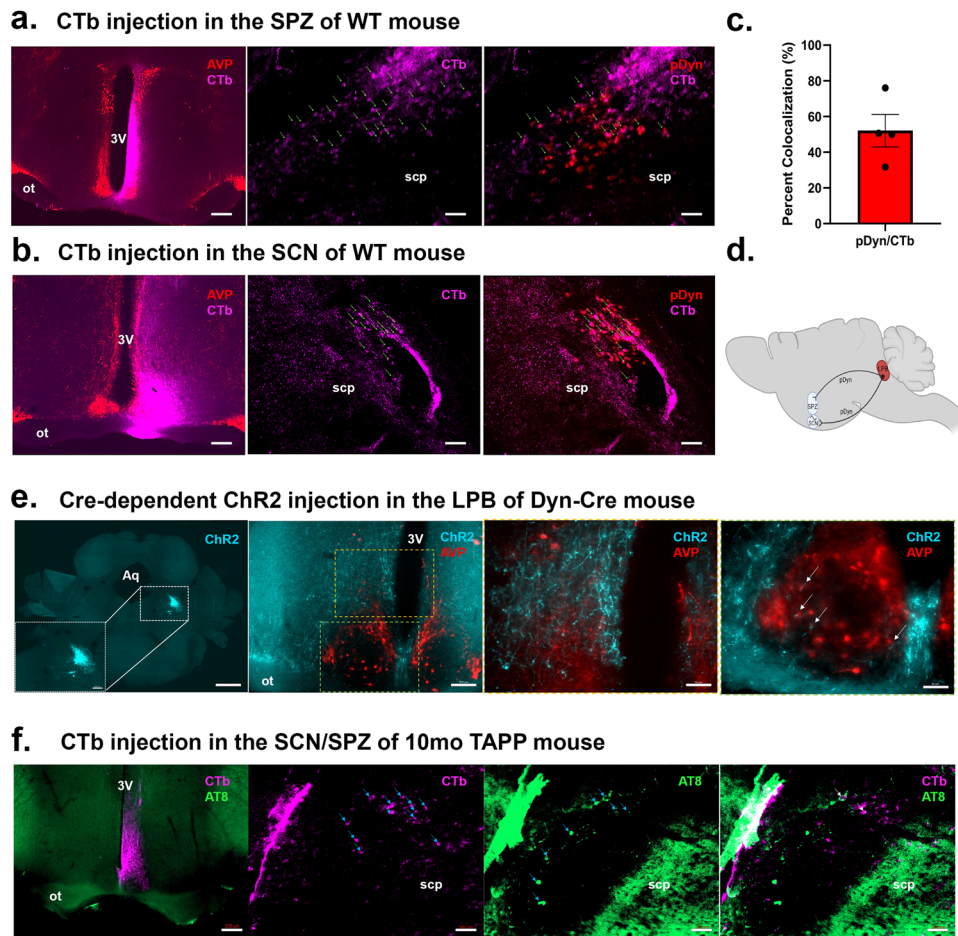 a. CTb injection in the SPZ of WT mouse
AVP
CTb
3V
ot
CTb
scp
pDyn
CTb
scp
b. CTb injection in the SCN of WT mouse
AVP
CTb
3V
ot
CTb
scp
pDyn
CTb
scp
c.
Percent Colocalization (%)
100
80
60
40
20
0
pDyn/CTb
d.
LPB
pDyn
SPZ
pDyn
SCN
e. Cre-dependent ChR2 injection in the LPB of Dyn-Cre mouse
ChR2
Aq
3V
ChR2
AVP
ot
ChR2
AVP
ChR2
AVP
f. CTb injection in the SCN/SPZ of 10mo TAPP mouse
3V
CTb
AT8
ot
CTb
scp
AT8
scp
CTb
AT8
scp